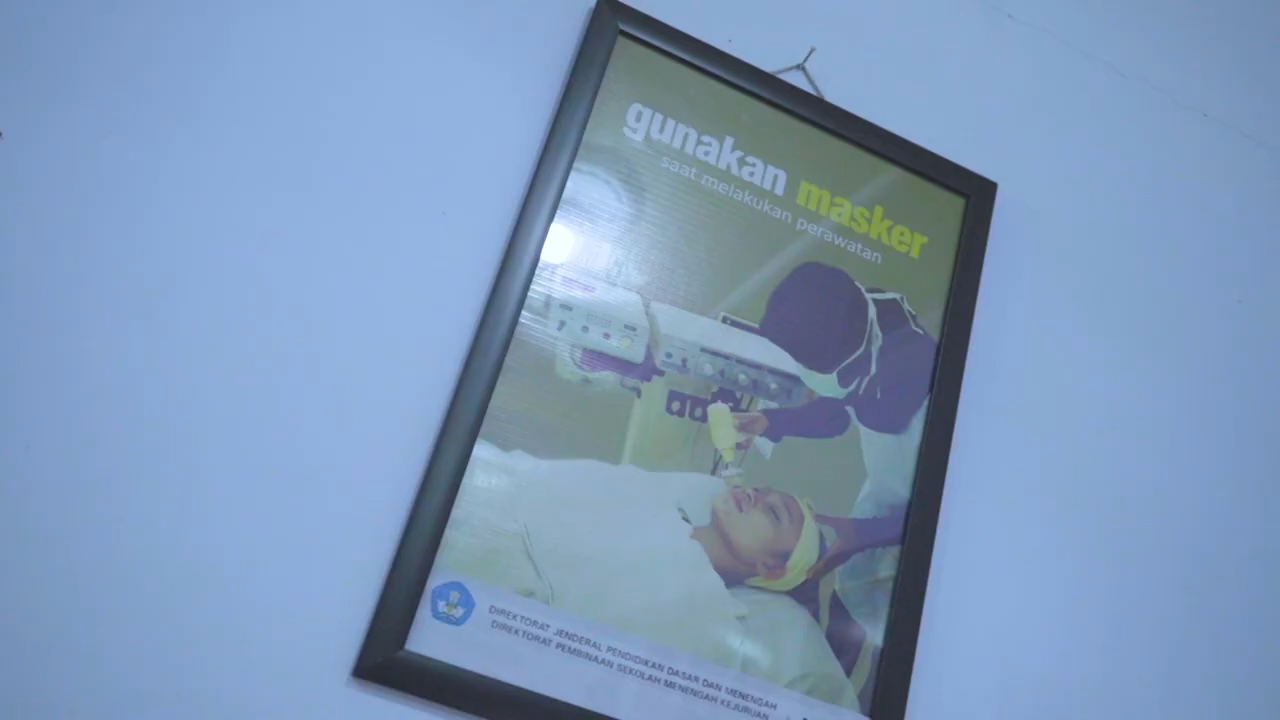 gunakan masker
saat melakukan perawatan
DIREKTORAT JENDERAL PENDIDIKAN DASAR DAN MENENGAH
DIREKTORAT PEMBINAAN SEKOLAH MENENGAH KEJURUAN